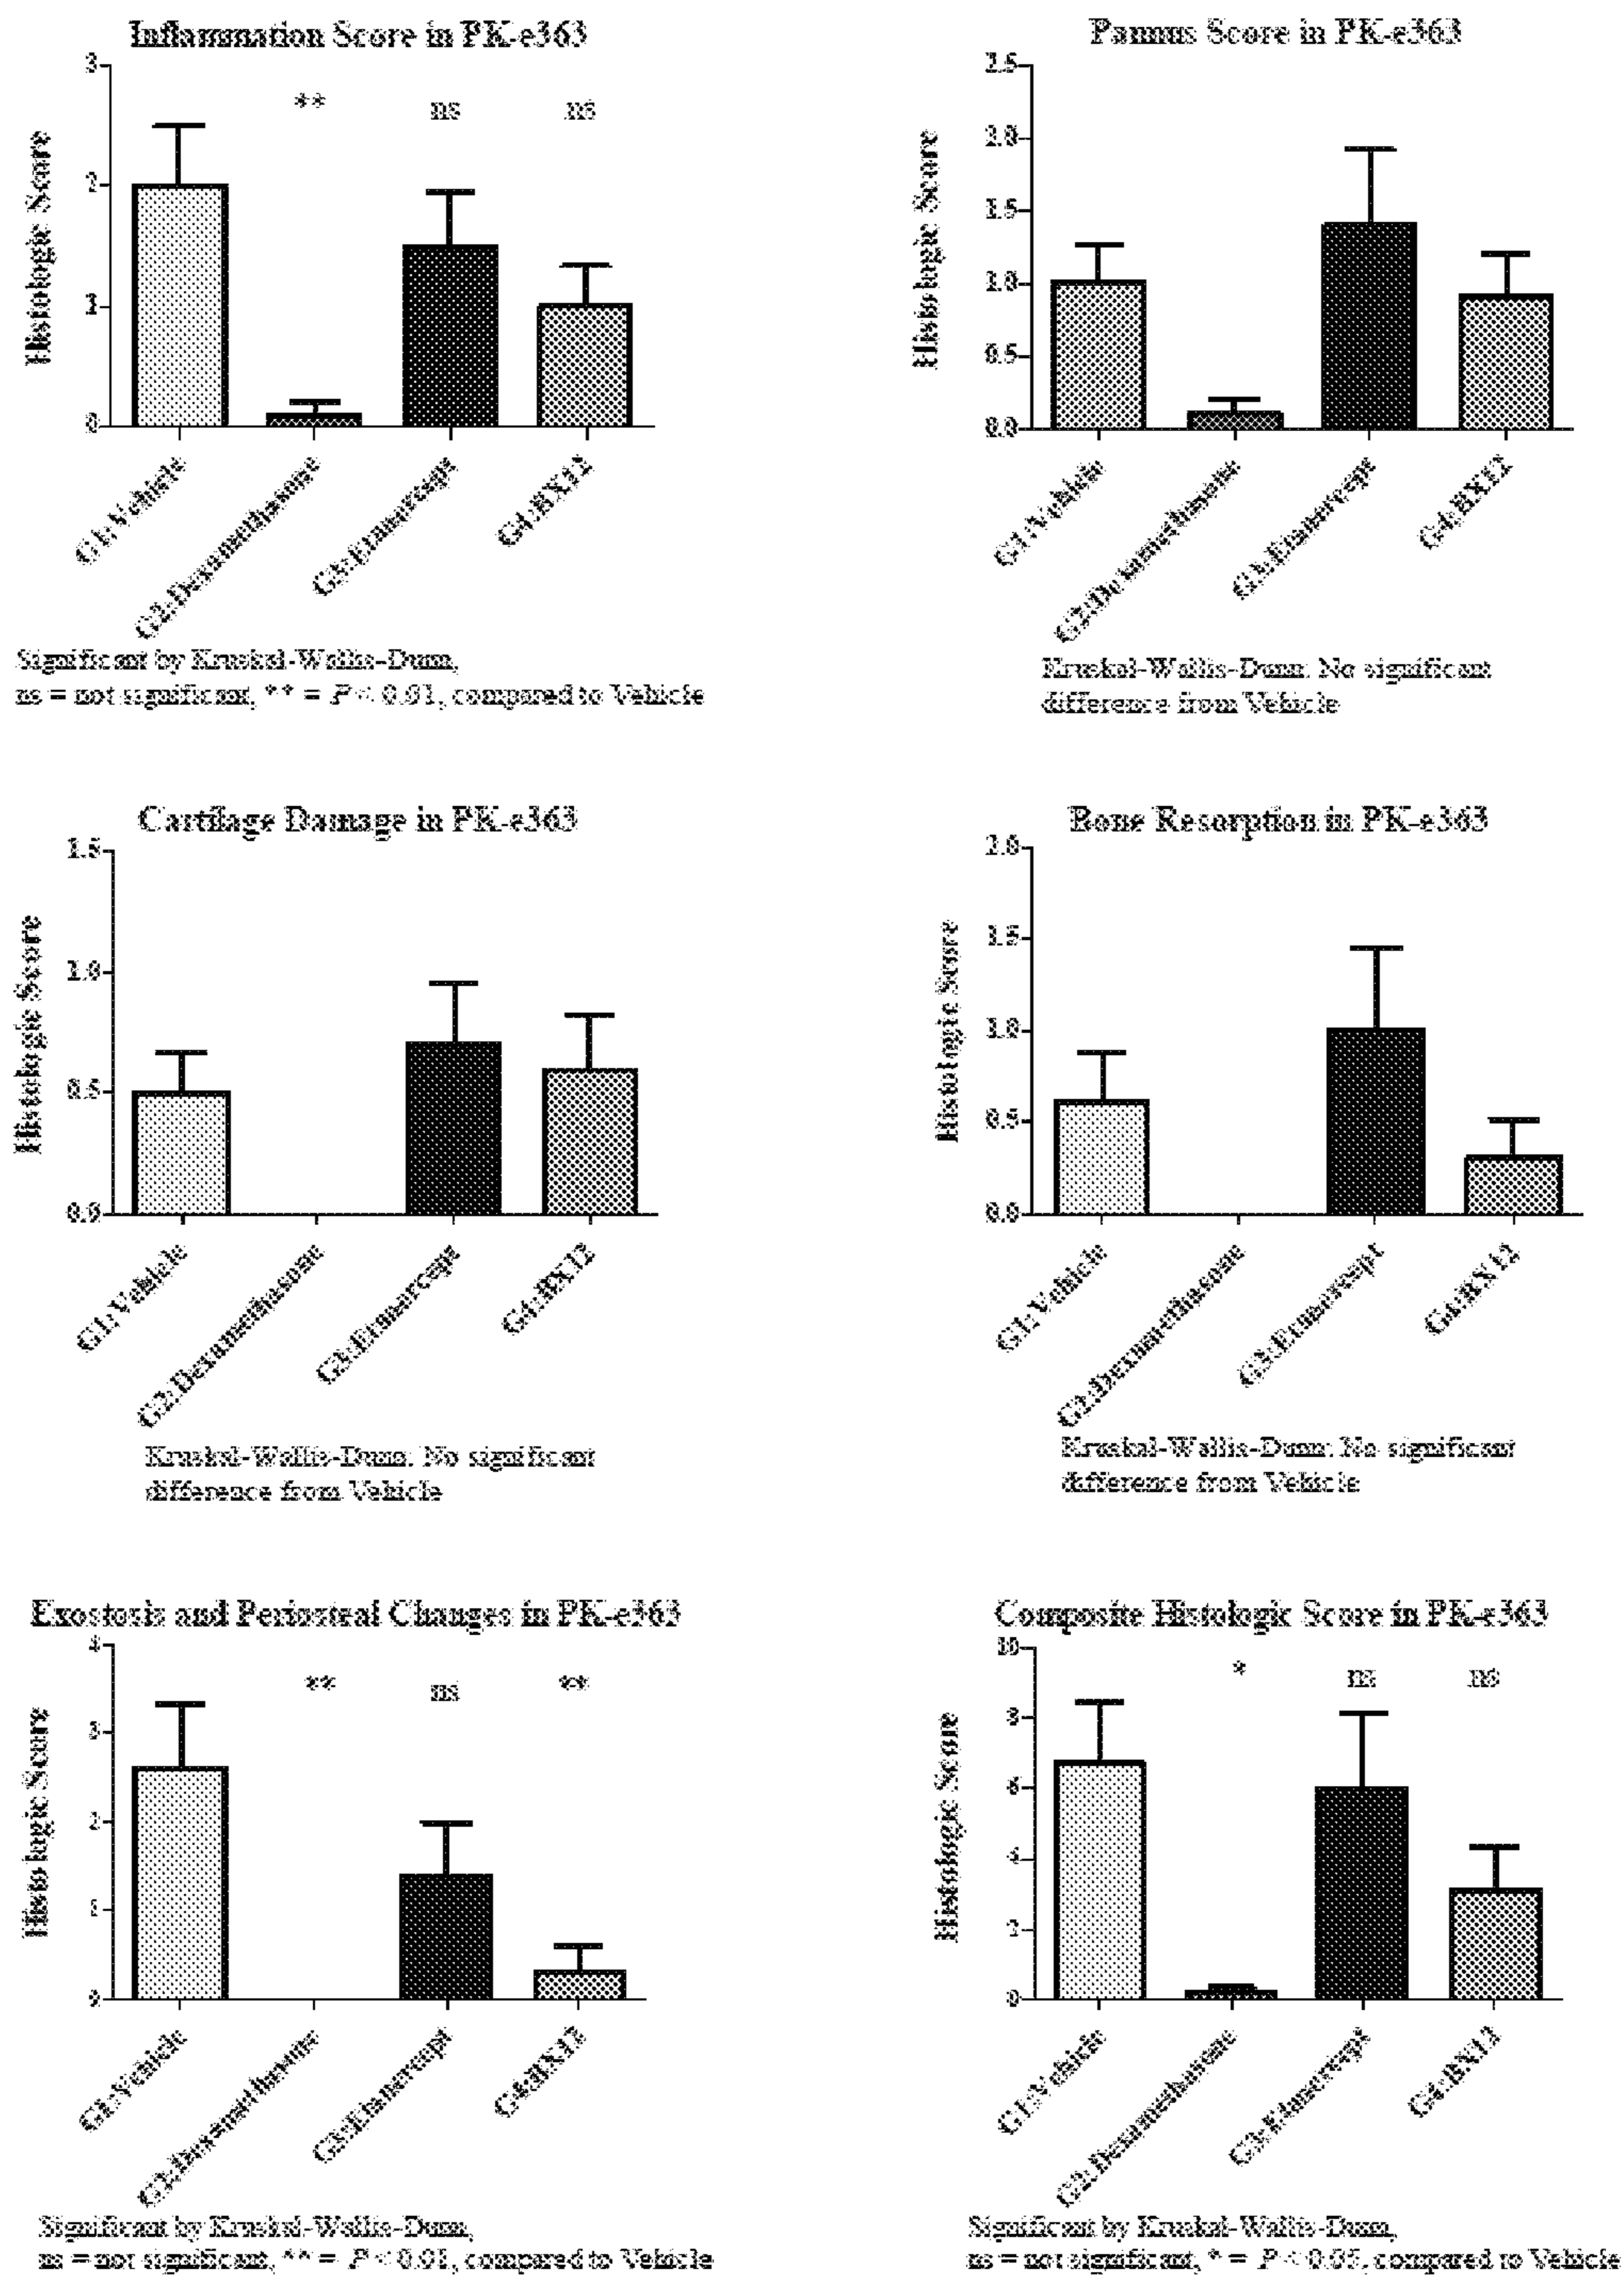 Inflammation Score in PK-e363
3
2
1
0
Histologic Score
**
ns
ns
G1:Vehicle
G2:Dexamethasone
G3:Etanercept
G4:BX12
Significant by Kruskal-Wallis-Dunn,
ns = not significant, ** = P < 0.01, compared to Vehicle
Pannus Score in PK-e363
2.5
2.0
1.5
1.0
0.5
0.0
Histologic Score
G1:Vehicle
G2:Dexamethasone
G3:Etanercept
G4:BX12
Kruskal-Wallis-Dunn: No significant
difference from Vehicle
Cartilage Damage in PK-e363
1.5
1.0
0.5
0.0
Histologic Score
G1:Vehicle
G2:Dexamethasone
G3:Etanercept
G4:BX12
Kruskal-Wallis-Dunn: No significant
difference from Vehicle
Bone Resorption in PK-e363
2.0
1.5
1.0
0.5
0.0
Histologic Score
G1:Vehicle
G2:Dexamethasone
G3:Etanercept
G4:BX12
Kruskal-Wallis-Dunn: No significant
difference from Vehicle
Exostosis and Periosteal Changes in PK-e363
4
3
2
1
0
Histologic Score
**
ns
**
G1:Vehicle
G2:Dexamethasone
G3:Etanercept
G4:BX12
Significant by Kruskal-Wallis-Dunn,
ns = not significant, ** = P < 0.01, compared to Vehicle
Composite Histologic Score in PK-e363
10
8
6
4
2
0
Histologic Score
*
ns
ns
G1:Vehicle
G2:Dexamethasone
G3:Etanercept
G4:BX12
Significant by Kruskal-Wallis-Dunn,
ns = not significant, * = P < 0.05, compared to Vehicle